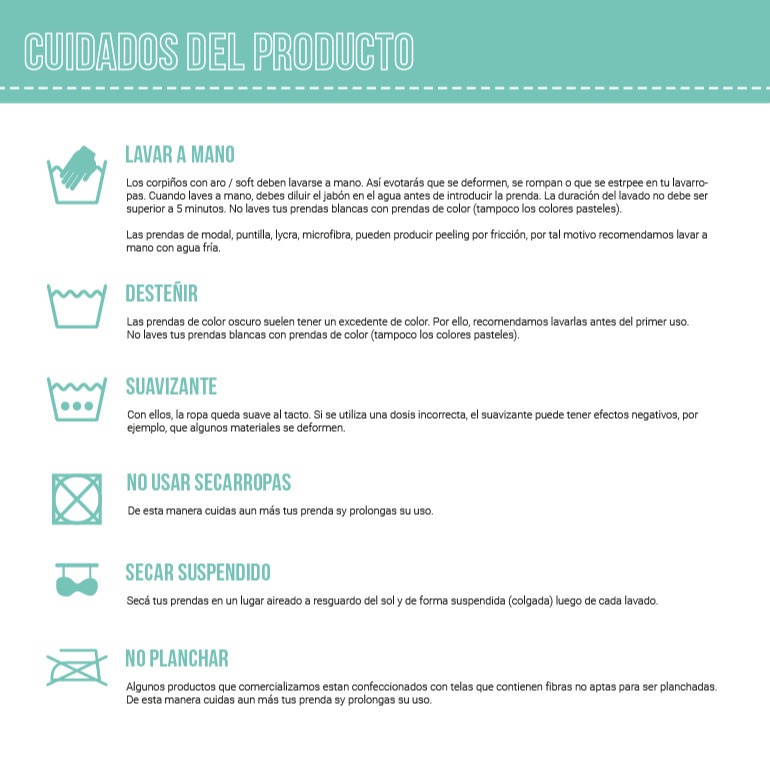 CUIDADOS DEL PRODUCTO
LAVAR A MANO
Los corpiños con aro / soft deben lavarse a mano. Así evotarás que se deformen, se rompan o que se estrpee en tu lavarro-
pas. Cuando laves a mano, debes diluir el jabón en el agua antes de introducir la prenda. La duración del lavado no debe ser
superior a 5 minutos. No laves tus prendas blancas con prendas de color (tampoco los colores pasteles).
Las prendas de modal, puntilla, lycra, microfibra, pueden producir peeling por fricción, por tal motivo recomendamos lavar a
mano con agua fría.
DESTEÑIR
Las prendas de color oscuro suelen tener un excedente de color. Por ello, recomendamos lavarlas antes del primer uso.
No laves tus prendas blancas con prendas de color (tampoco los colores pasteles).
SUAVIZANTE
Con ellos, la ropa queda suave al tacto. Si se utiliza una dosis incorrecta, el suavizante puede tener efectos negativos, por
ejemplo, que algunos materiales se deformen.
NO USAR SECARROPAS
De esta manera cuidas aun más tus prenda sy prolongas su uso.
SECAR SUSPENDIDO
Secá tus prendas en un lugar aireado a resguardo del sol y de forma suspendida (colgada) luego de cada lavado.
NO PLANCHAR
Algunos productos que comercializamos estan confeccionados con telas que contienen fibras no aptas para ser planchadas.
De esta manera cuidas aun más tus prenda sy prolongas su uso.